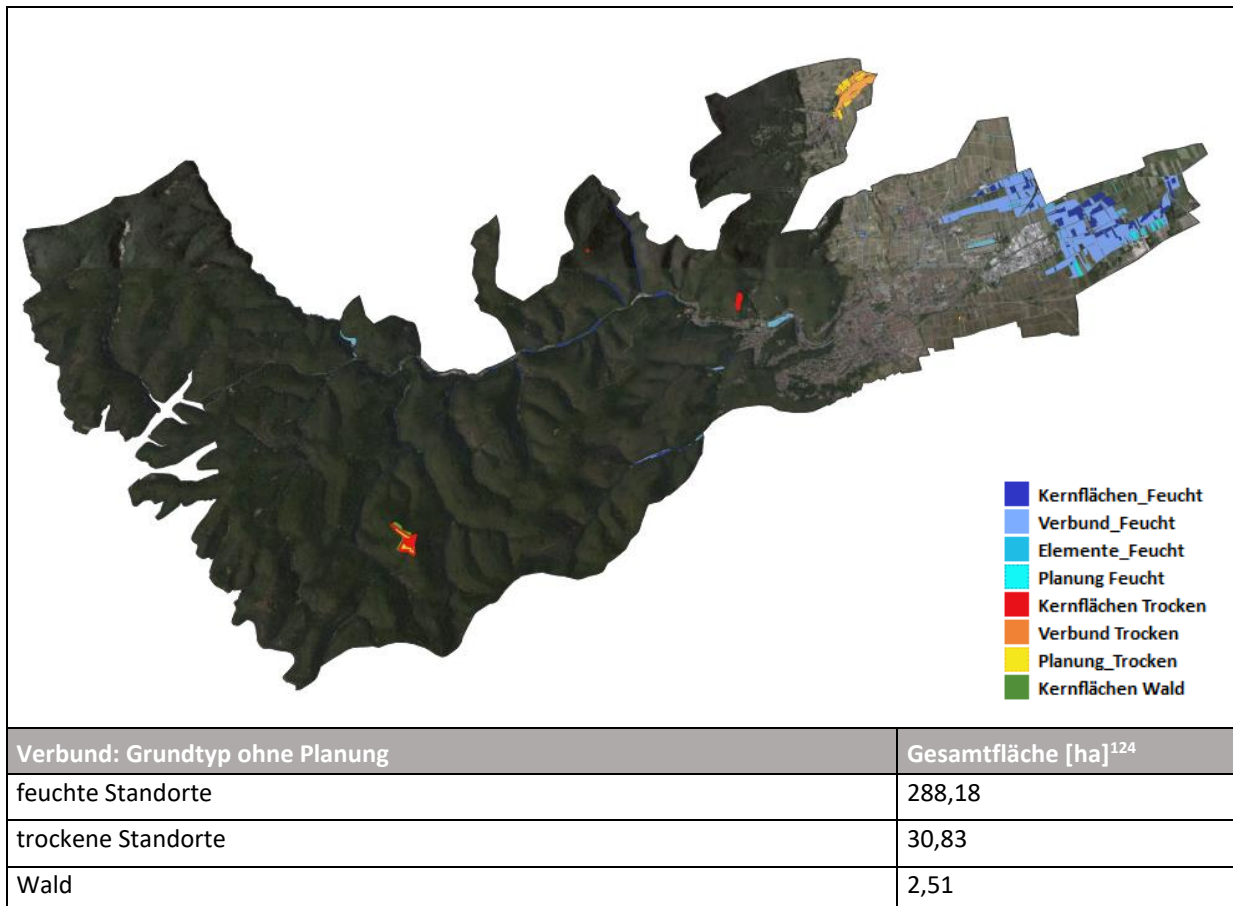 Kernflächen_Feucht
Verbund_Feucht
Elemente_Feucht
Planung Feucht
Kernflächen Trocken
Verbund Trocken
Planung_Trocken
Kernflächen Wald
Verbund: Grundtyp ohne Planung Gesamtfläche [ha]124
feuchte Standorte 288,18
trockene Standorte 30,83
Wald 2,51